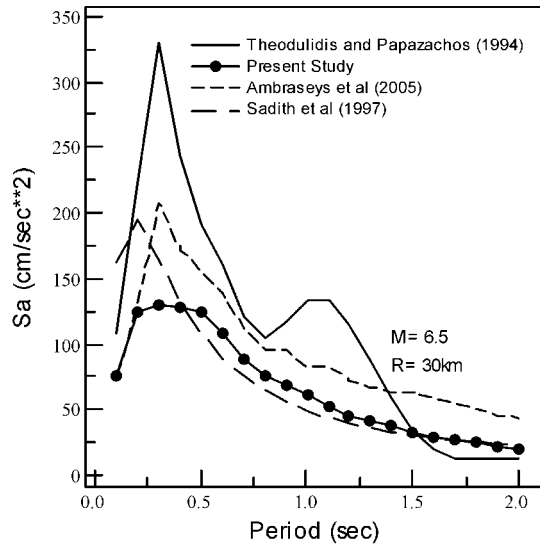 350
300
250
200
150
100
50
0
Sa (cm/sec**2)
Theodulidis and Papazachos (1994)
Present Study
Ambraseys et al (2005)
Sadith et al (1997)
M= 6.5
R= 30km
0.0 0.5 1.0 1.5 2.0
Period (sec)